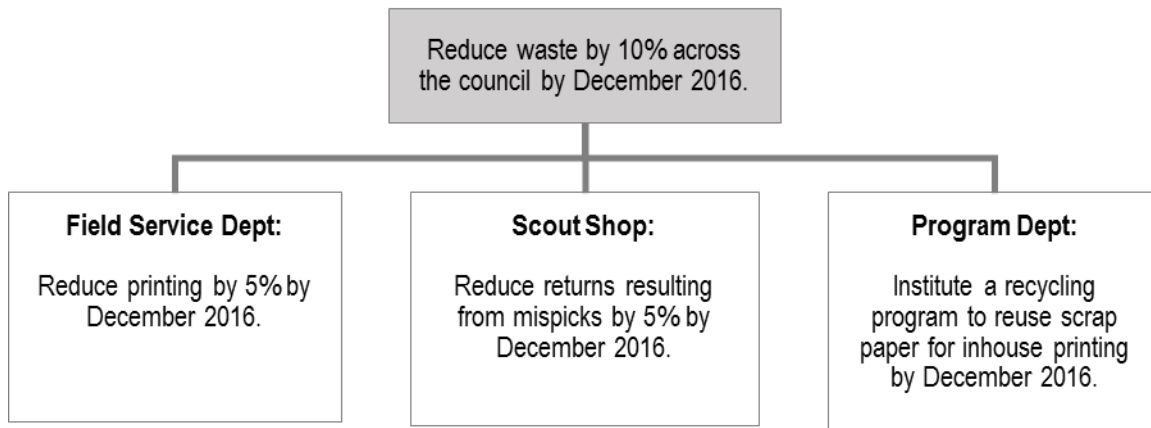 Reduce waste by 10% across
the council by December 2016.
Field Service Dept:
Reduce printing by 5% by
December 2016.
Scout Shop:
Reduce returns resulting
from mispicks by 5% by
December 2016.
Program Dept:
Institute a recycling
program to reuse scrap
paper for inhouse printing
by December 2016.